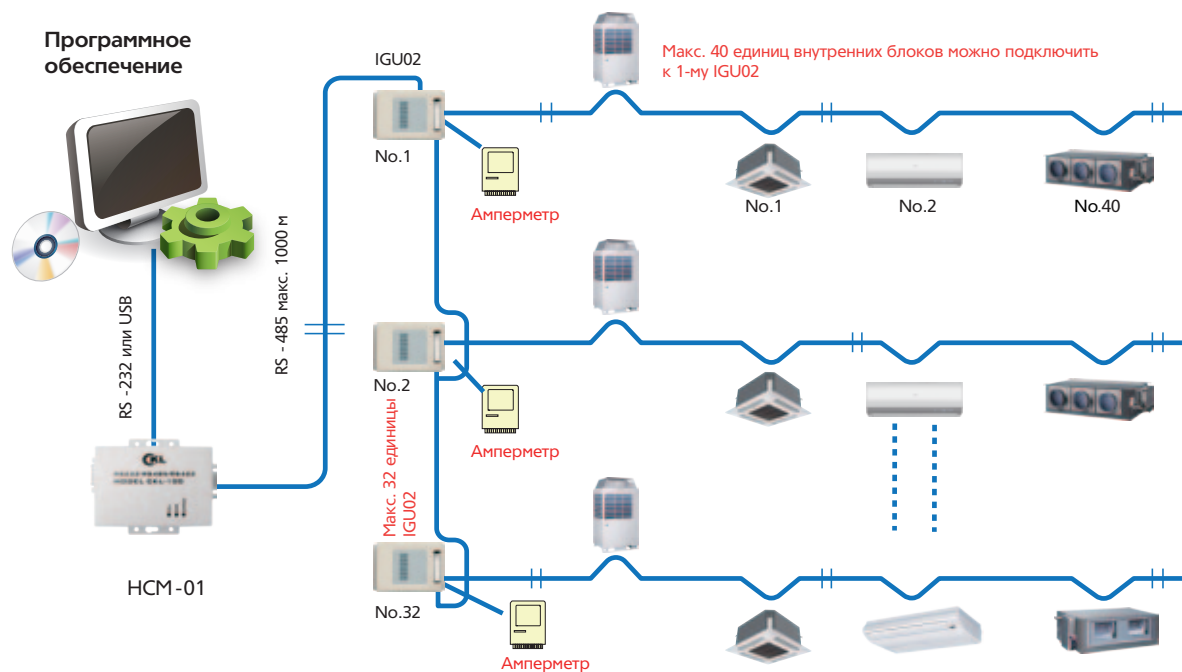 Программное
обеспечение
IGU02
Макс. 40 единиц внутренних блоков можно подключить
к 1-му IGU02
No.1
Амперметр
No.1
No.2
No.40
RS - 232 или USB
RS - 485 макс. 1000 м
No.2
Амперметр
Макс. 32 единицы
IGU02
CKL
HCM-01
No.32
Амперметр